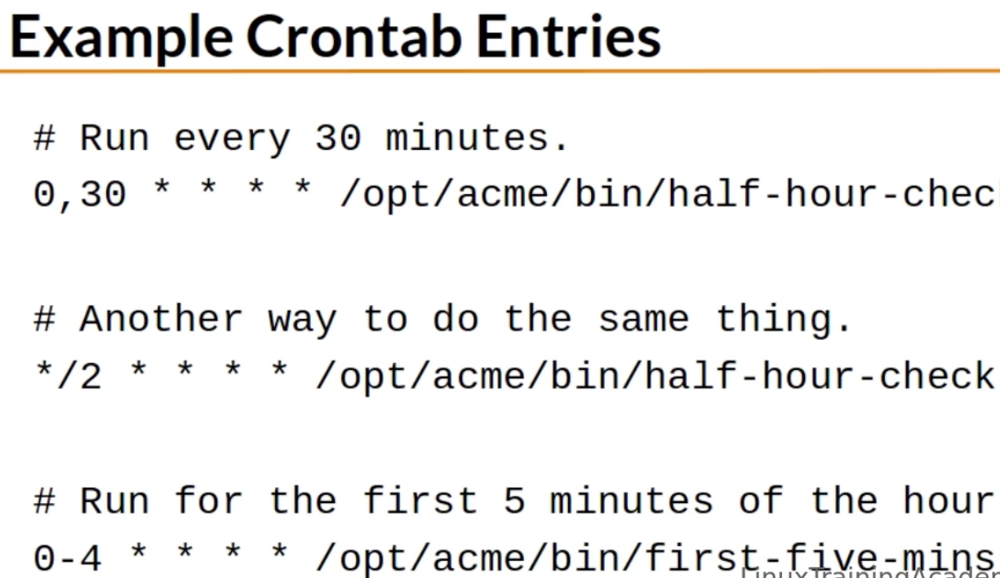 Example Crontab Entries
# Run every 30 minutes.
0,30 * * * * /opt/acme/bin/half-hour-chec
# Another way to do the same thing.
*/2 * * * * /opt/acme/bin/half-hour-check
# Run for the first 5 minutes of the hour
0-4 * * * * /opt/acme/bin/first-five-mins
LinuxTrainingAcadem